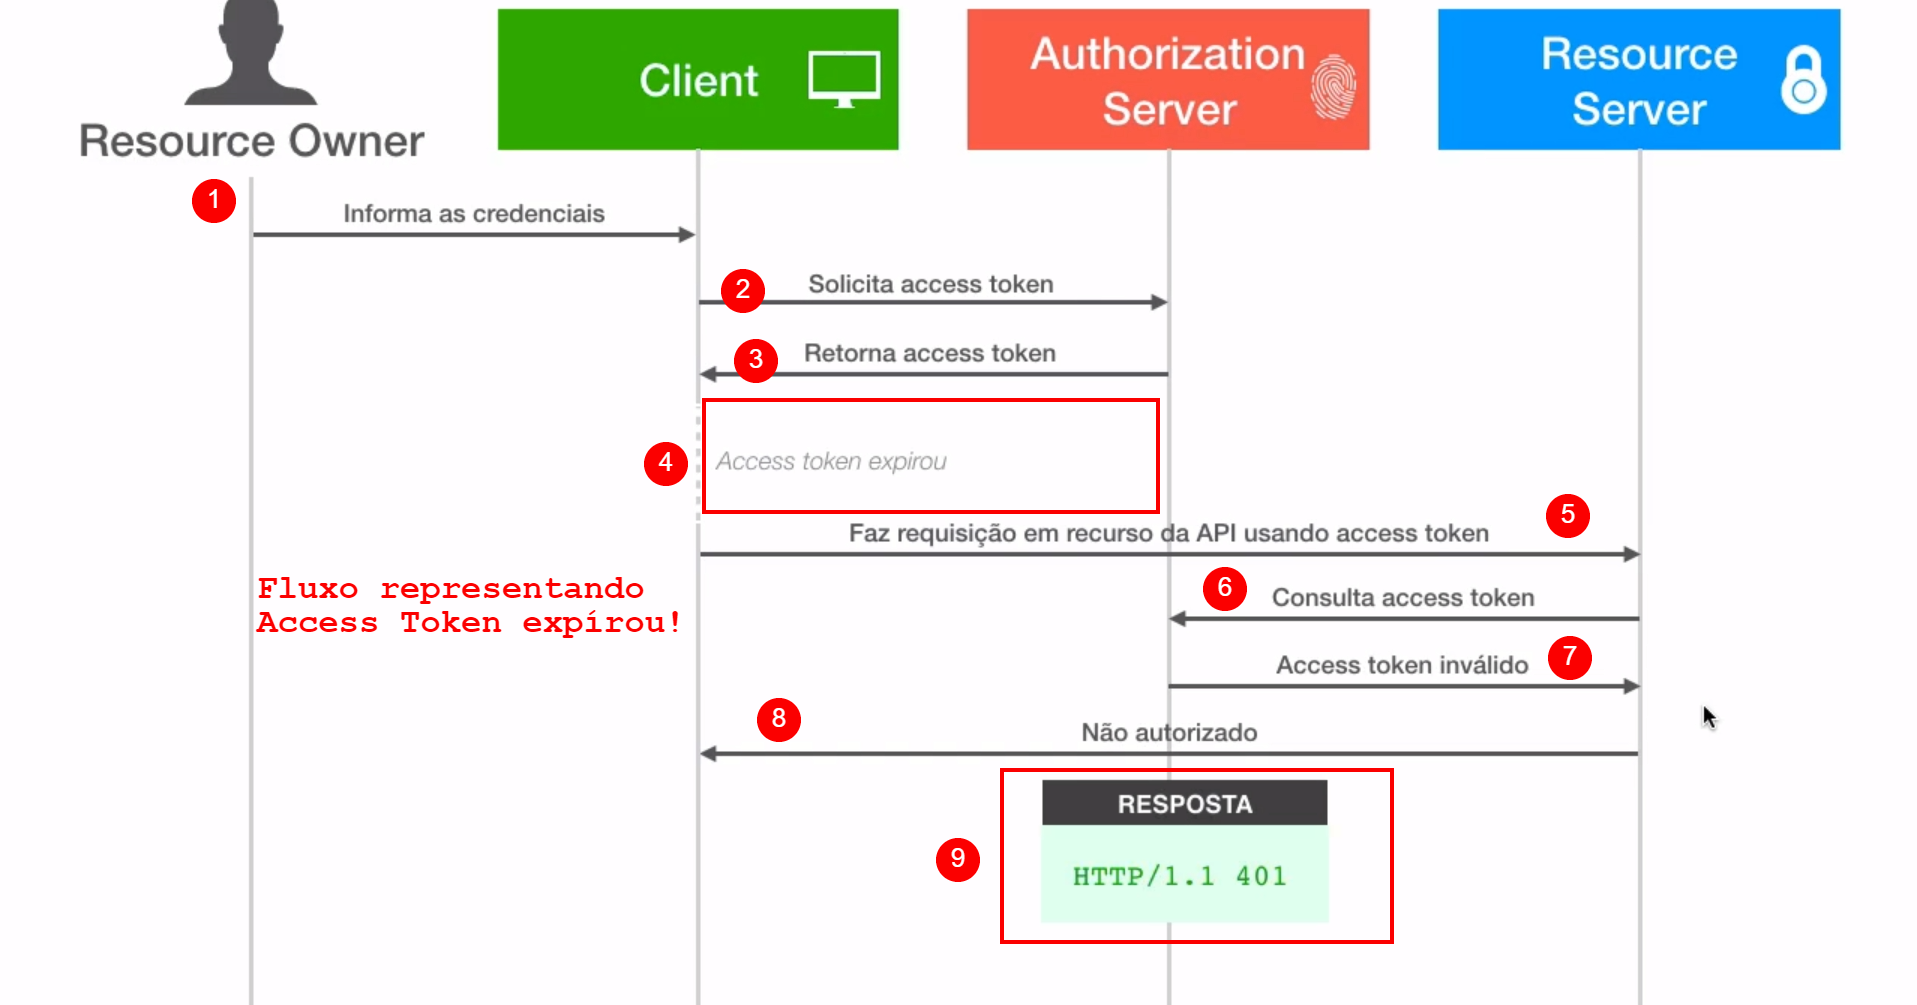 Resource Owner
Client
Authorization
Server
Resource
Server
1
Informa as credenciais
2
Solicita access token
3
Retorna access token
4
Access token expirou
5
Faz requisição em recurso da API usando access token
Fluxo representando
Access Token expírou!
6
Consulta access token
7
Access token inválido
8
Não autorizado
9
RESPOSTA
HTTP/1.1 401